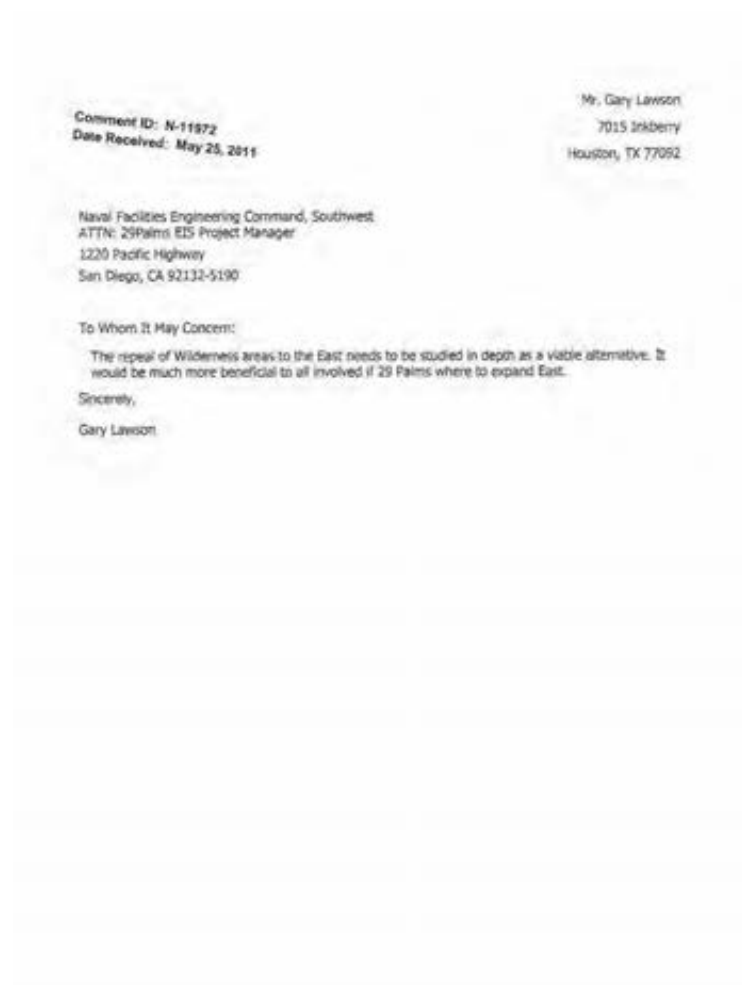 Mr. Gary Lawson
7015 Inkberry
Houston, TX 77092
Comment ID: N-11972
Date Received: May 25, 2011
Naval Facilities Engineering Command, Southwest
ATTN: 29Palms EIS Project Manager
1220 Pacific Highway
San Diego, CA 92132-5190
To Whom It May Concern:
The repeal of Wilderness areas to the East needs to be studied in depth as a viable alternative. It
would be much more beneficial to all involved if 29 Palms where to expand East.
Sincerely,
Gary Lawson